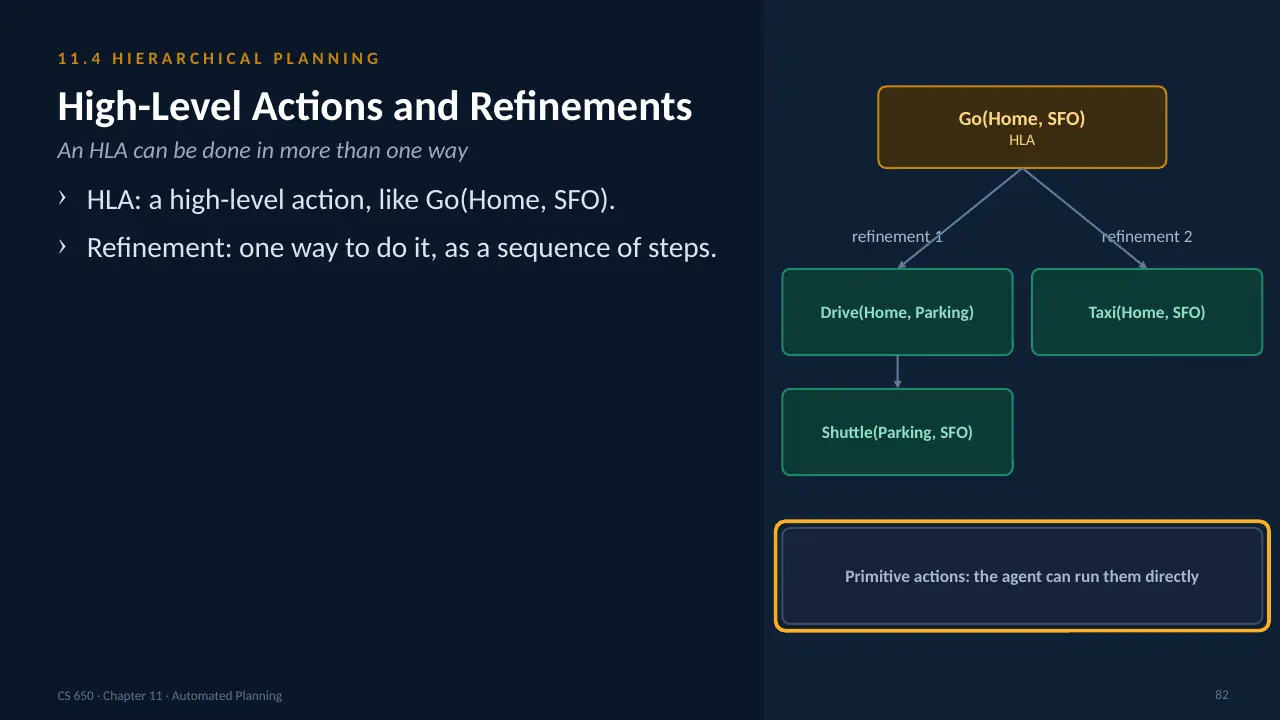 11.4 HIERARCHICAL PLANNING
High-Level Actions and Refinements
An HLA can be done in more than one way
› HLA: a high-level action, like Go(Home, SFO).
› Refinement: one way to do it, as a sequence of steps.
Go(Home, SFO)
HLA
refinement 1
refinement 2
Drive(Home, Parking)
Taxi(Home, SFO)
Shuttle(Parking, SFO)
Primitive actions: the agent can run them directly
CS 650 · Chapter 11 · Automated Planning
82